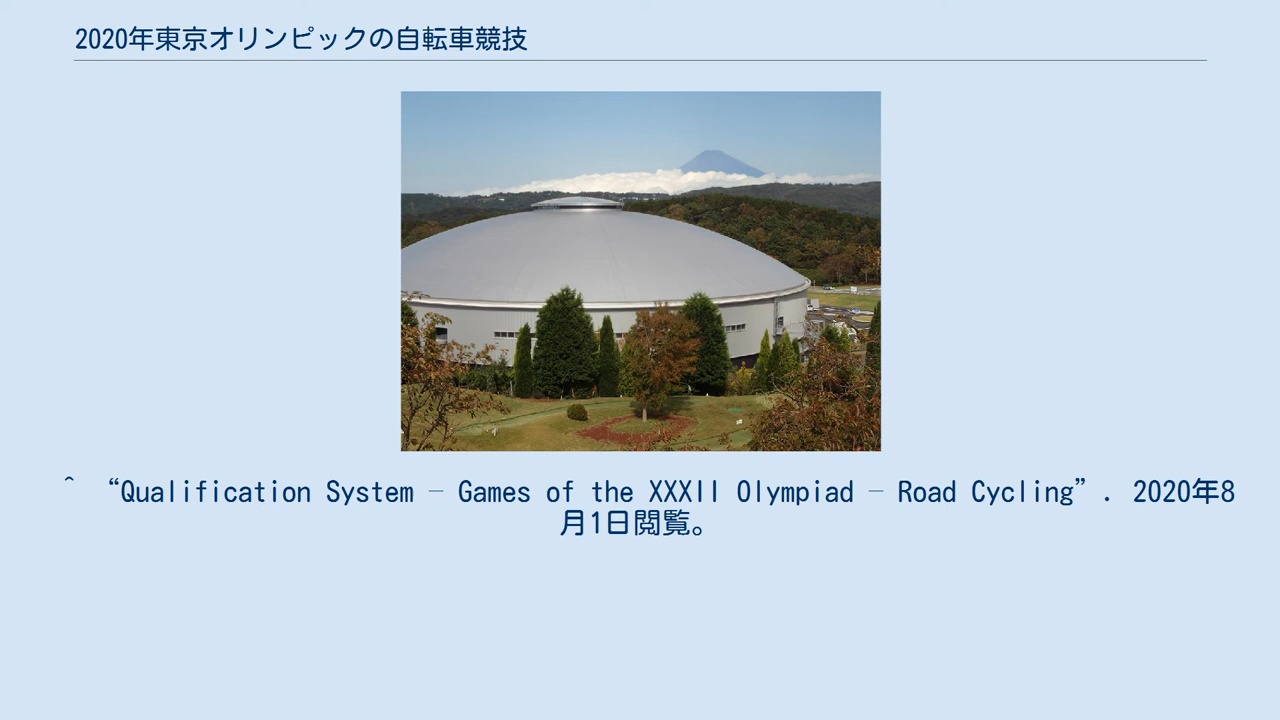 2020年東京オリンピックの自転車競技
^ “Qualification System – Games of the XXXII Olympiad – Road Cycling”. 2020年8
月1日閲覧。